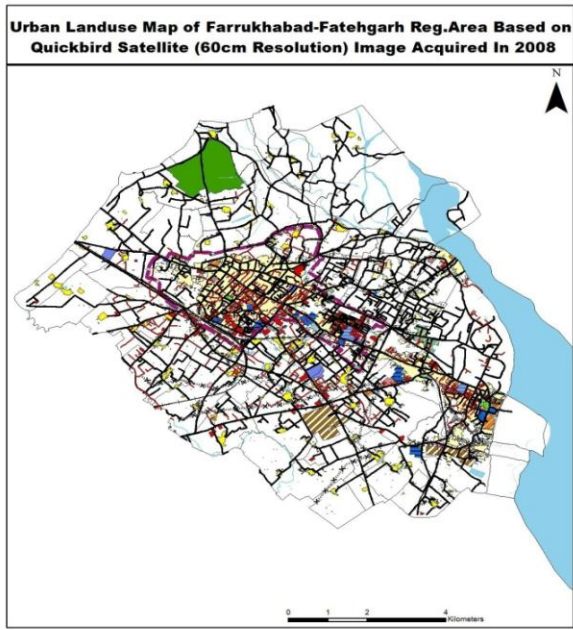 Urban Landuse Map of Farrukhabad-Fatehgarh Reg.Area Based on
Quickbird Satellite (60cm Resolution) Image Acquired In 2008
N
0 1 2 4
Kilometers